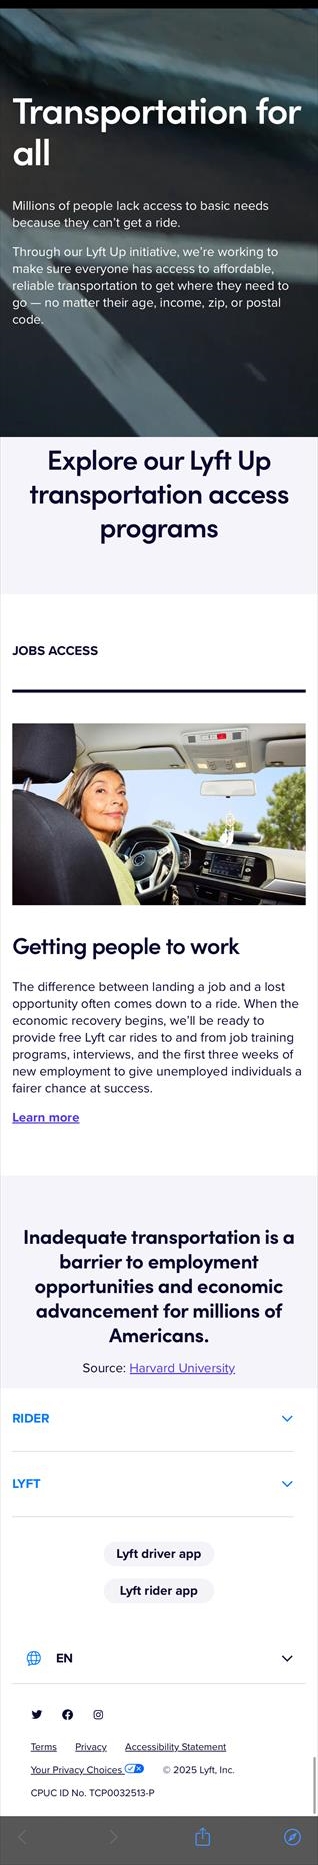 Transportation for
all
Millions of people lack access to basic needs
because they can't get a ride.
Through our Lyft Up initiative, we're working to
make sure everyone has access to affordable,
reliable transportation to get where they need to
go — no matter their age, income, zip, or postal
code.
Explore our Lyft Up
transportation access
programs
JOBS ACCESS
Getting people to work
The difference between landing a job and a lost
opportunity often comes down to a ride. When the
economic recovery begins, we'll be ready to
provide free Lyft car rides to and from job training
programs, interviews, and the first three weeks of
new employment to give unemployed individuals a
fairer chance at success.
Learn more
Inadequate transportation is a
barrier to employment
opportunities and economic
advancement for millions of
Americans.
Source: Harvard University
RIDER
LYFT
Lyft driver app
Lyft rider app
EN
Terms Privacy Accessibility Statement
Your Privacy Choices © 2025 Lyft, Inc.
CPUC ID No. TCP0032513-P